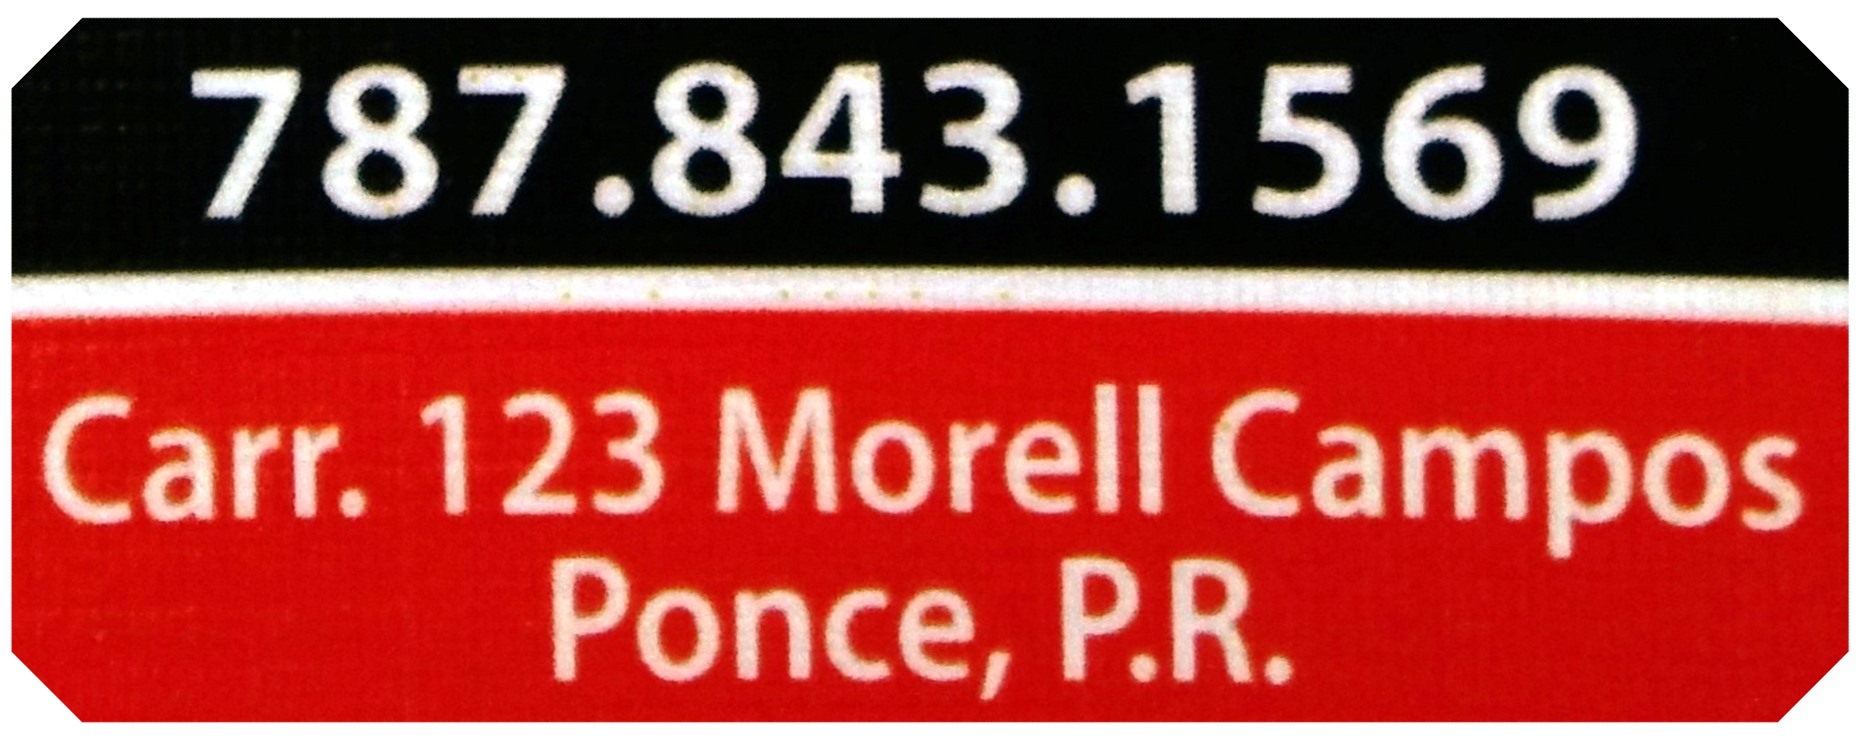 787.843.1569
Carr. 123 Morell Campos
Ponce, P.R.